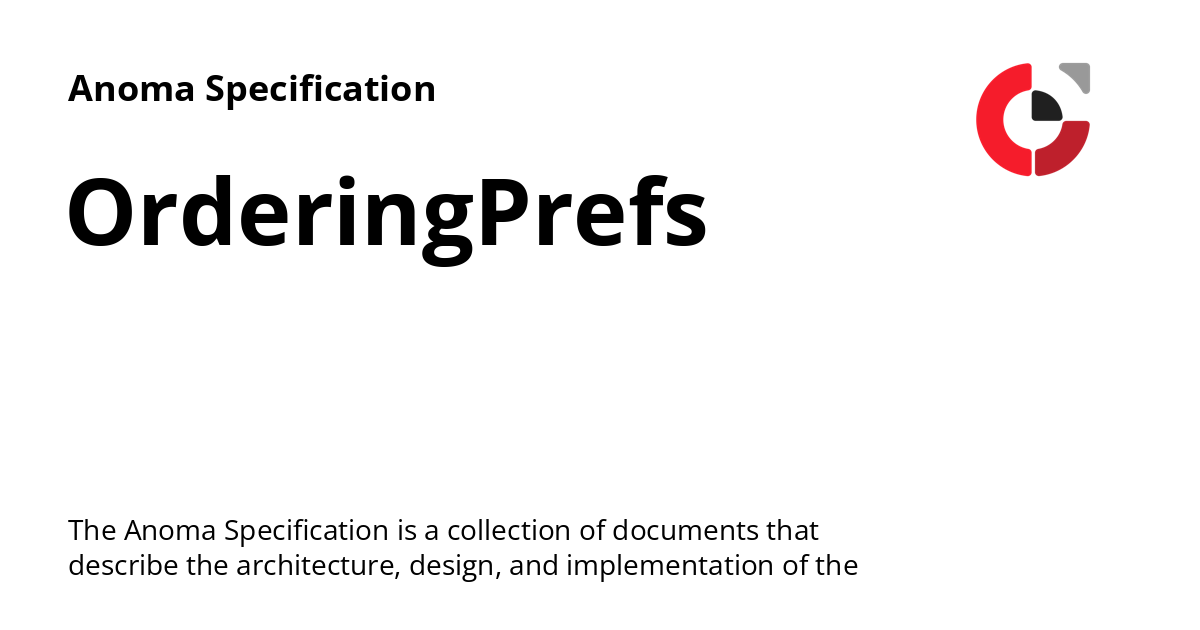 Anoma Specification
OrderingPrefs
The Anoma Specification is a collection of documents that
describe the architecture, design, and implementation of the